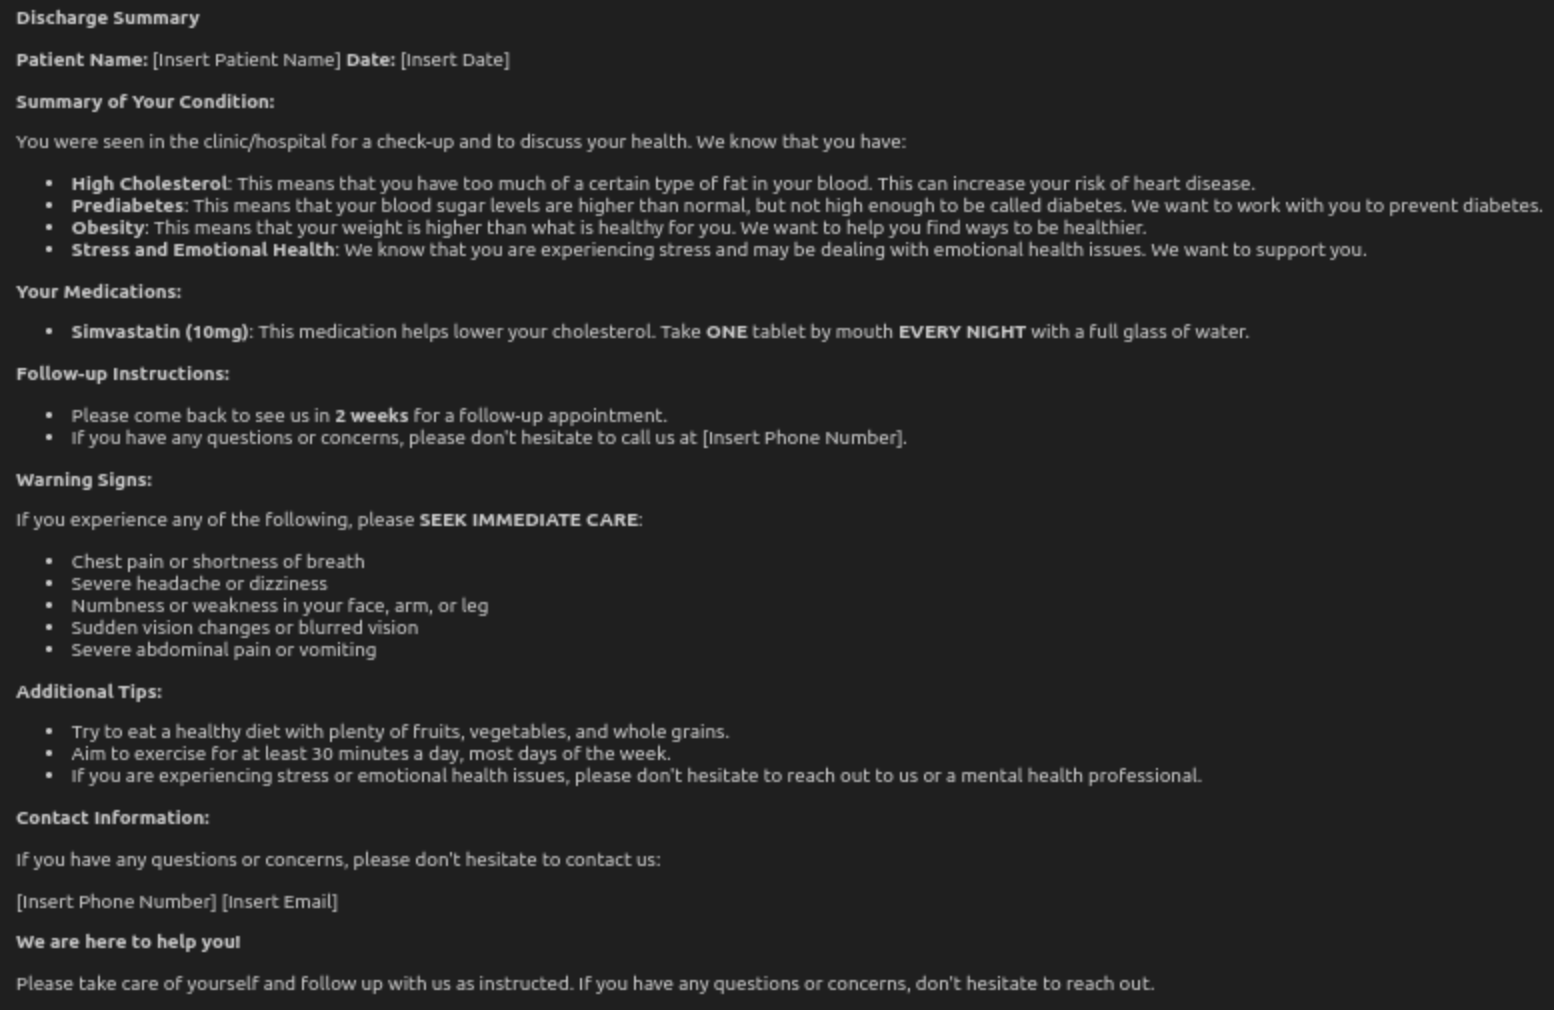 Discharge Summary
Patient Name: [Insert Patient Name] Date: [Insert Date]
Summary of Your Condition:
You were seen in the clinic/hospital for a check-up and to discuss your health. We know that you have:
• High Cholesterol: This means that you have too much of a certain type of fat in your blood. This can increase your risk of heart disease.
• Prediabetes: This means that your blood sugar levels are higher than normal, but not high enough to be called diabetes. We want to work with you to prevent diabetes.
• Obesity: This means that your weight is higher than what is healthy for you. We want to help you find ways to be healthier.
• Stress and Emotional Health: We know that you are experiencing stress and may be dealing with emotional health issues. We want to support you.
Your Medications:
• Simvastatin (10mg): This medication helps lower your cholesterol. Take ONE tablet by mouth EVERY NIGHT with a full glass of water.
Follow-up Instructions:
• Please come back to see us in 2 weeks for a follow-up appointment.
• If you have any questions or concerns, please don't hesitate to call us at [Insert Phone Number].
Warning Signs:
If you experience any of the following, please SEEK IMMEDIATE CARE:
• Chest pain or shortness of breath
• Severe headache or dizziness
• Numbness or weakness in your face, arm, or leg
• Sudden vision changes or blurred vision
• Severe abdominal pain or vomiting
Additional Tips:
• Try to eat a healthy diet with plenty of fruits, vegetables, and whole grains.
• Aim to exercise for at least 30 minutes a day, most days of the week.
• If you are experiencing stress or emotional health issues, please don't hesitate to reach out to us or a mental health professional.
Contact Information:
If you have any questions or concerns, please don't hesitate to contact us:
[Insert Phone Number] [Insert Email]
We are here to help you!
Please take care of yourself and follow up with us as instructed. If you have any questions or concerns, don't hesitate to reach out.